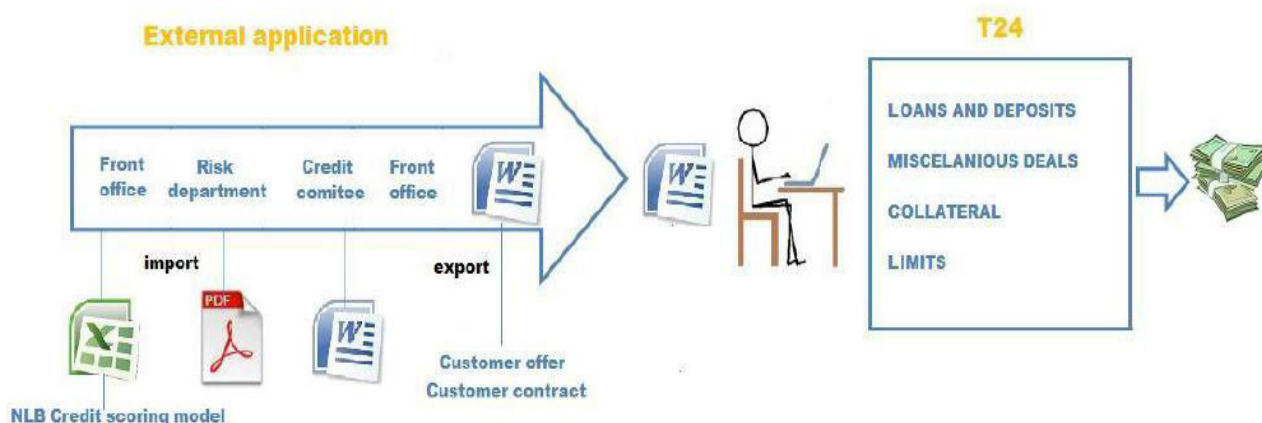 External application
T24
Front
office
Risk
department
Credit
comitee
Front
office
W
W
LOANS AND DEPOSITS
MISCELANIOUS DEALS
COLLATERAL
LIMITS
import
export
X
PDF
W
Customer offer
Customer contract
NLB Credit scoring model